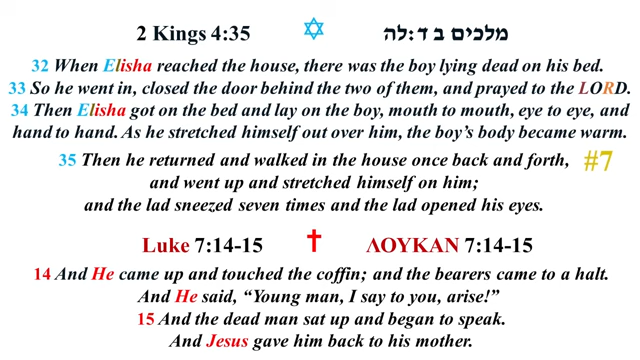 2 Kings 4:35 ✡ מלכים ב ד:לה
32 When Elisha reached the house, there was the boy lying dead on his bed.
33 So he went in, closed the door behind the two of them, and prayed to the LORD.
34 Then Elisha got on the bed and lay on the boy, mouth to mouth, eye to eye, and
hand to hand. As he stretched himself out over him, the boy's body became warm.
35 Then he returned and walked in the house once back and forth, #7
and went up and stretched himself on him;
and the lad sneezed seven times and the lad opened his eyes.
Luke 7:14-15 ✝ ΛΟΥΚΑΝ 7:14-15
14 And He came up and touched the coffin; and the bearers came to a halt.
And He said, “Young man, I say to you, arise!”
15 And the dead man sat up and began to speak.
And Jesus gave him back to his mother.